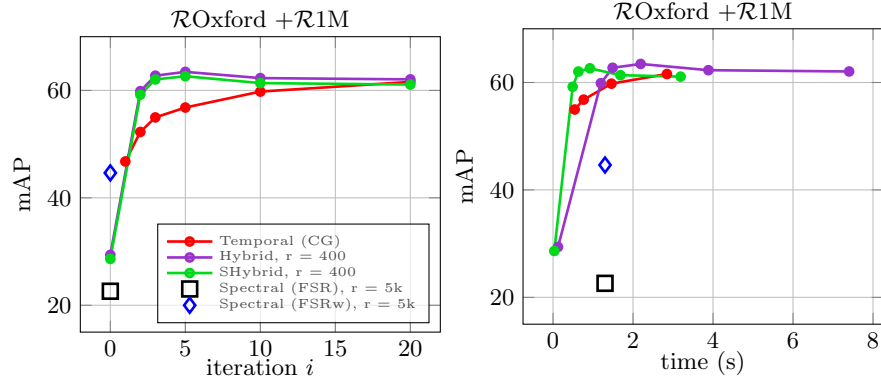 ℛOxford +ℛ1M
60
40
20
mAP
Temporal (CG)
Hybrid, r = 400
SHybrid, r = 400
Spectral (FSR), r = 5k
Spectral (FSRw), r = 5k
0 5 10 15 20
iteration i
ℛOxford +ℛ1M
60
40
20
mAP
0 2 4 6 8
time (s)